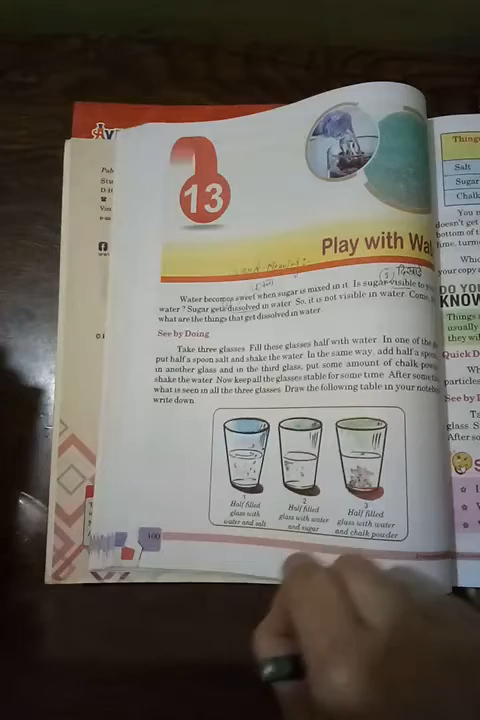 13
Play with Wat
Water becomes sweet when sugar is mixed in it. Is sugar visible to you
water ? Sugar gets dissolved in water. So, it is not visible in water. Come,
what are the things that get dissolved in water.
See by Doing
Take three glasses. Fill these glasses half with water. In one of the
put half a spoon salt and shake the water. In the same way, add half a spoon
in another glass and in the third glass, put some amount of chalk powd
shake the water. Now keep all the glasses stable for some time. After some
what is seen in all the three glasses. Draw the following table in your notebo
write down.
1
Half filled
glass with
water and salt
2
Half filled
glass with water
and sugar
3
Half filled
glass with water
and chalk powder
100
Things
Salt
Sugar
Chalk
doesn't get
bottom of t
time, turme
Whic
your copy a
DO YOU
KNOW
Things
usually
they wil
Quick D
Wh
particles
See by D
Ta
glass. S
After so